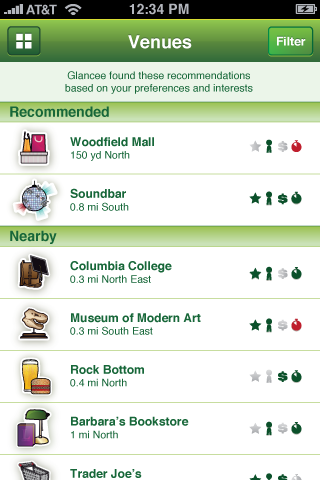 AT&T 12:34 PM
Venues
Filter
Glancee found these recommendations
based on your preferences and interests
Recommended
Woodfield Mall
150 yd North
Soundbar
0.8 mi South
Nearby
Columbia College
0.3 mi North East
Museum of Modern Art
0.3 mi South East
Rock Bottom
0.4 mi North
Barbara's Bookstore
1 mi North
Trader Joe's